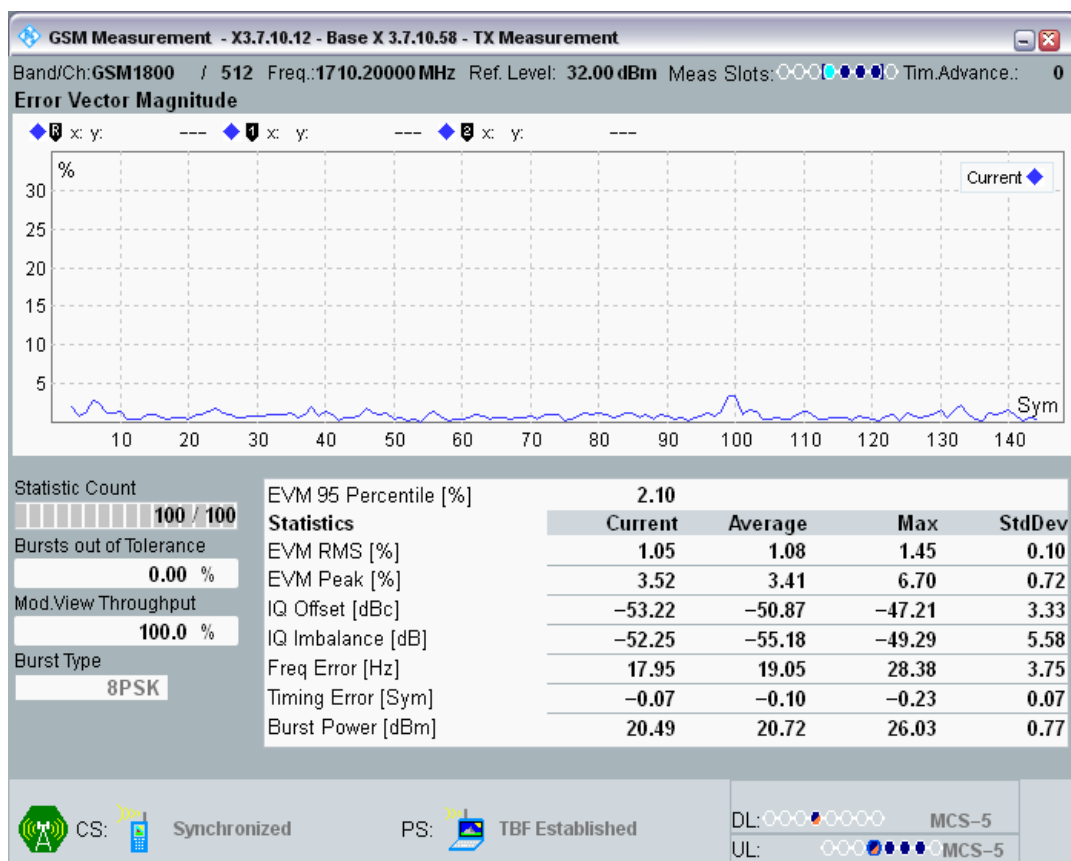 GSM Measurement - X3.7.10.12 - Base X 3.7.10.58 - TX Measurement
Band/Ch:GSM1800 / 512 Freq.:1710.20000 MHz Ref. Level: 32.00 dBm Meas Slots: Tim.Advance.: 0
Error Vector Magnitude
R x: y: --- 1 x: y: --- 2 x: y: ---
%
Current
30
25
20
15
10
5
Sym
10 20 30 40 50 60 70 80 90 100 110 120 130 140
Statistic Count
100 / 100
Bursts out of Tolerance
0.00 %
Mod.View Throughput
100.0 %
Burst Type
8PSK
EVM 95 Percentile [%] 2.10
Statistics Current Average Max StdDev
EVM RMS [%] 1.05 1.08 1.45 0.10
EVM Peak [%] 3.52 3.41 6.70 0.72
IQ Offset [dBc] −53.22 −50.87 −47.21 3.33
IQ Imbalance [dB] −52.25 −55.18 −49.29 5.58
Freq Error [Hz] 17.95 19.05 28.38 3.75
Timing Error [Sym] −0.07 −0.10 −0.23 0.07
Burst Power [dBm] 20.49 20.72 26.03 0.77
CS: Synchronized PS: TBF Established
DL: MCS−5
UL: MCS−5